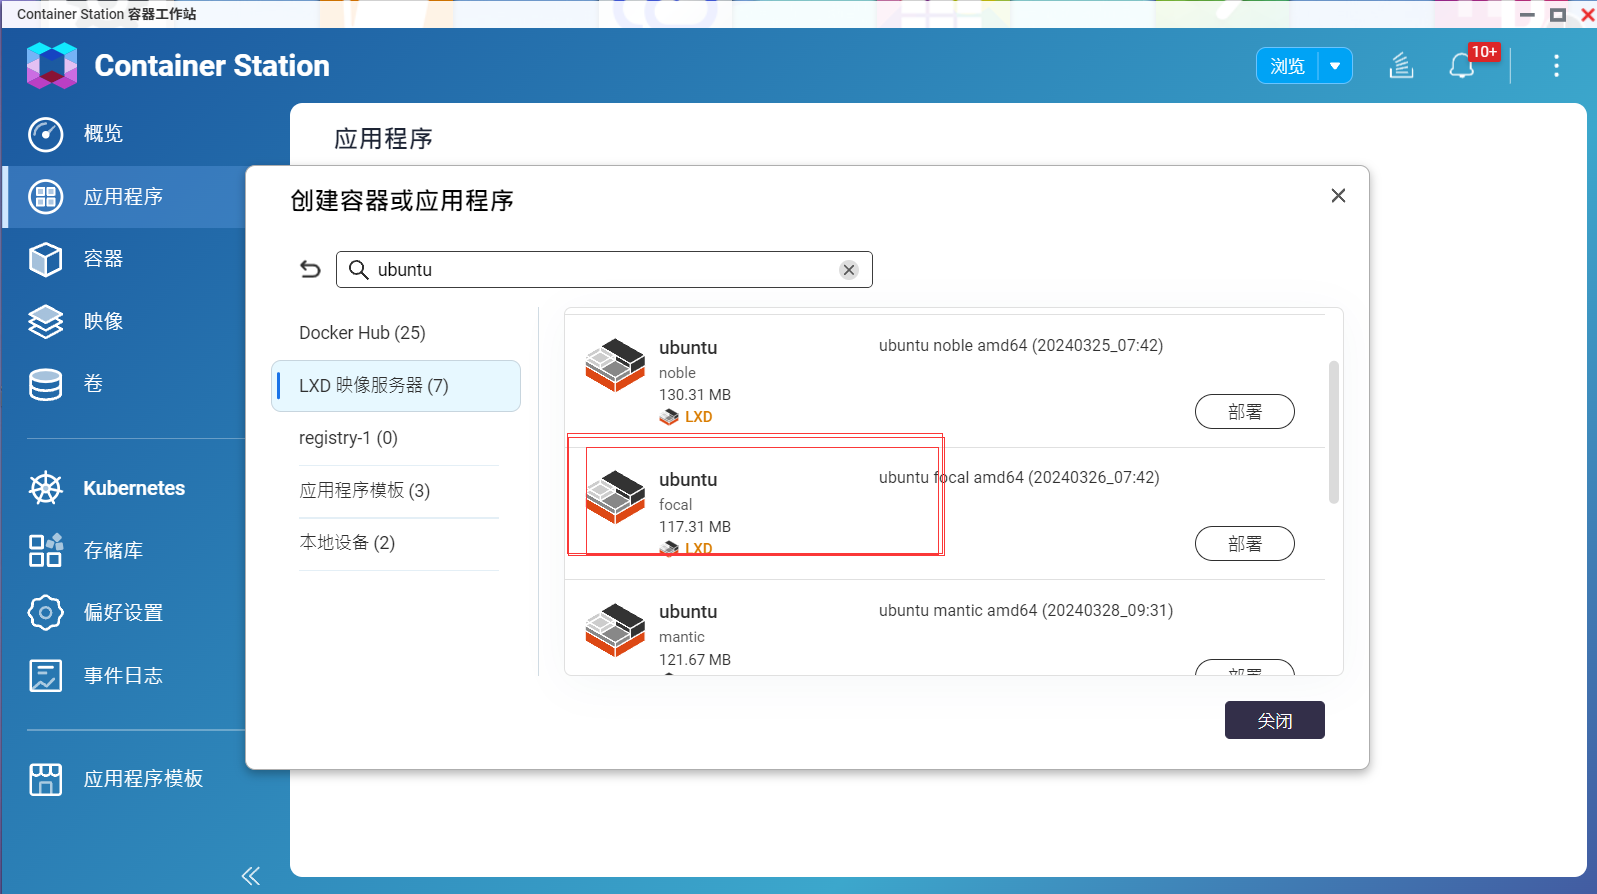 Container Station 容器工作站
Container Station
浏览
10+
概览
应用程序
容器
映像
卷
Kubernetes
存储库
偏好设置
事件日志
应用程序模板
应用程序
创建容器或应用程序
ubuntu
Docker Hub (25)
LXD 映像服务器 (7)
registry-1 (0)
应用程序模板 (3)
本地设备 (2)
ubuntu
noble
130.31 MB
LXD
ubuntu noble amd64 (20240325_07:42)
部署
ubuntu
focal
117.31 MB
LXD
ubuntu focal amd64 (20240326_07:42)
部署
ubuntu
mantic
121.67 MB
ubuntu mantic amd64 (20240328_09:31)
部署
关闭